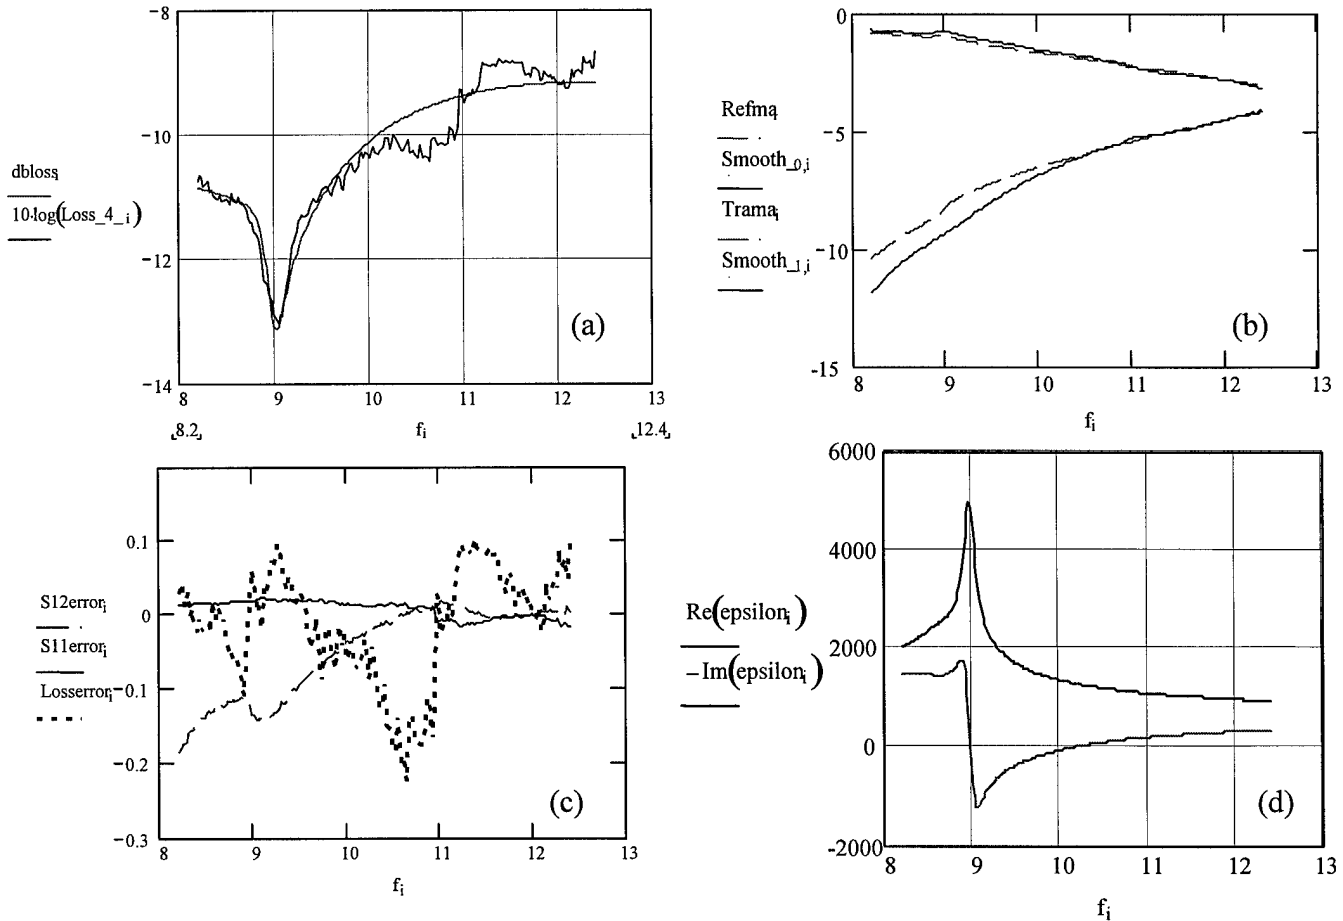 −8
−10
−12
−14
dbloss_i
10·log(Loss_4_i)
8
9
10
11
12
13
8.2
f_i
12.4
(a)
0
−5
−10
−15
Refma_i
Smooth_0,i
Trama_i
Smooth_1,i
8
9
10
11
12
13
f_i
(b)
0.1
0
−0.1
−0.2
−0.3
S12error_i
S11error_i
Losserror_i
8
9
10
11
12
13
f_i
(c)
6000
4000
2000
0
-2000
Re(epsilon_i)
−Im(epsilon_i)
8
9
10
11
12
13
f_i
(d)